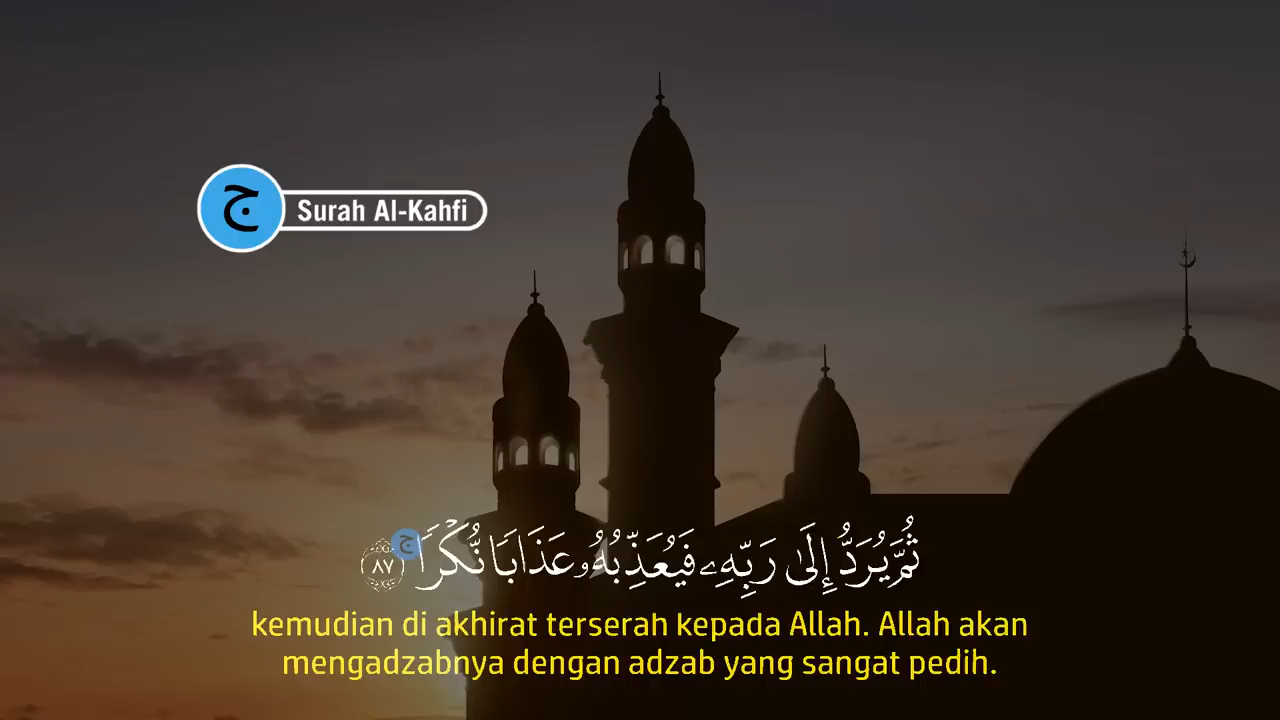 ج
Surah Al-Kahfi
ثُمَّ يُرَدُّ إِلَىٰ رَبِّهِۦ فَيُعَذِّبُهُۥ عَذَابًا نُّكْرًا ۚج ٨٧
kemudian di akhirat terserah kepada Allah. Allah akan
mengadzabnya dengan adzab yang sangat pedih.